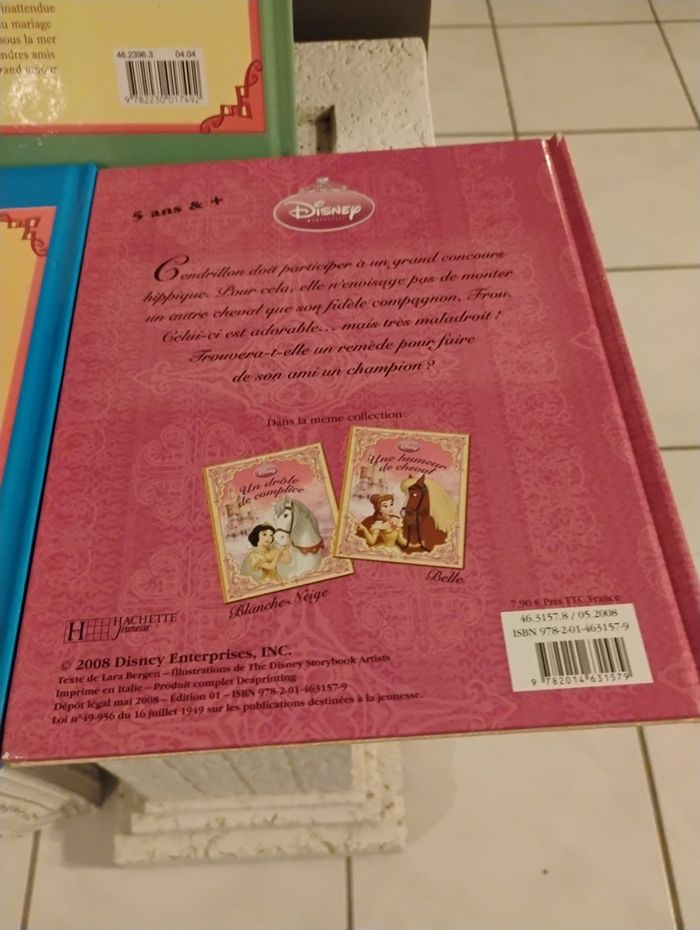 inattendue
u mariage
sous la mer
endres amis
rand amour
46.2396.3 04.04
9 782230 017492
5 ans & +
DISNEY
Cendrillon doit participer à un grand concours
hippique. Pour cela, elle n'envisage pas de monter
un autre cheval que son fidèle compagnon, Frou.
Celui-ci est adorable... mais très maladroit !
Trouvera-t-elle un remède pour faire
de son ami un champion ?
Dans la même collection :
Un drôle
de complice
Une humeur
de cheval
Blanche-Neige
Belle
H HACHETTE
Jeunesse
7,90 € Prix TTC France
46.3157.8 / 05.2008
ISBN 978-2-01-463157-9
9 782014 631579
© 2008 Disney Enterprises, INC.
Texte de Lara Bergen – Illustrations de The Disney Storybook Artists
Imprimé en Italie – Produit complet Deaprinting
Dépôt légal mai 2008 – Édition 01 – ISBN 978-2-01-463157-9
Loi n°49-956 du 16 juillet 1949 sur les publications destinées à la jeunesse.